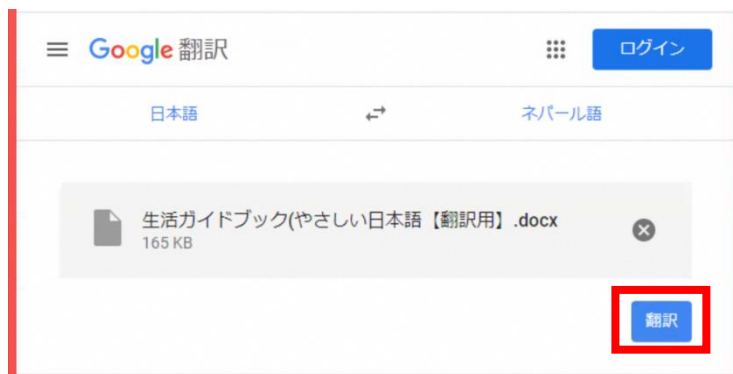 Google 翻訳 ログイン
日本語 ネパール語
生活ガイドブック(やさしい日本語【翻訳用】.docx
165 KB
翻訳